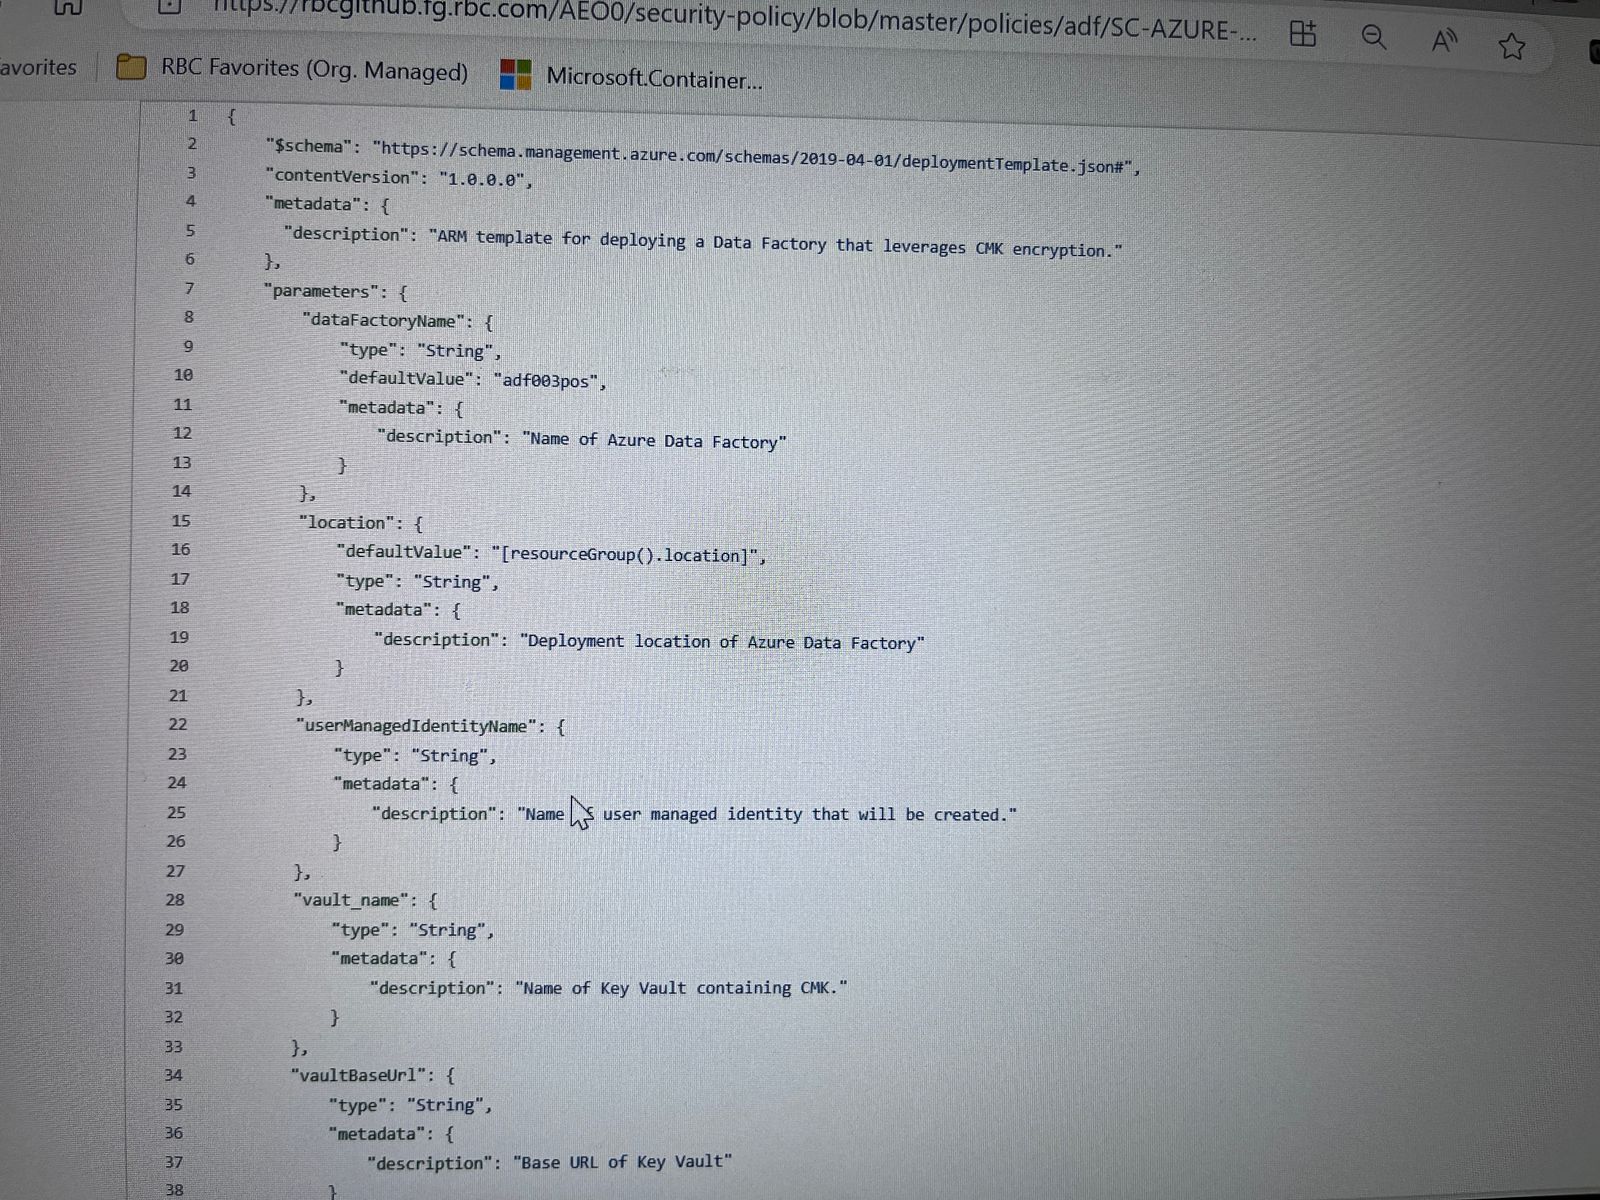 https://rbcgithub.fg.rbc.com/AEO0/security-policy/blob/master/policies/adf/SC-AZURE-...
avorites RBC Favorites (Org. Managed) Microsoft.Container...
1 {
2 "$schema": "https://schema.management.azure.com/schemas/2019-04-01/deploymentTemplate.json#",
3 "contentVersion": "1.0.0.0",
4 "metadata": {
5 "description": "ARM template for deploying a Data Factory that leverages CMK encryption."
6 },
7 "parameters": {
8 "dataFactoryName": {
9 "type": "String",
10 "defaultValue": "adf003pos",
11 "metadata": {
12 "description": "Name of Azure Data Factory"
13 }
14 },
15 "location": {
16 "defaultValue": "[resourceGroup().location]",
17 "type": "String",
18 "metadata": {
19 "description": "Deployment location of Azure Data Factory"
20 }
21 },
22 "userManagedIdentityName": {
23 "type": "String",
24 "metadata": {
25 "description": "Name user managed identity that will be created."
26 }
27 },
28 "vault_name": {
29 "type": "String",
30 "metadata": {
31 "description": "Name of Key Vault containing CMK."
32 }
33 },
34 "vaultBaseUrl": {
35 "type": "String",
36 "metadata": {
37 "description": "Base URL of Key Vault"
38 }